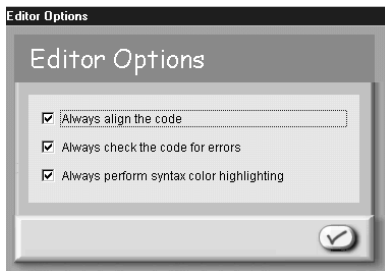 Editor Options
Editor Options
Always align the code
Always check the code for errors
Always perform syntax color highlighting